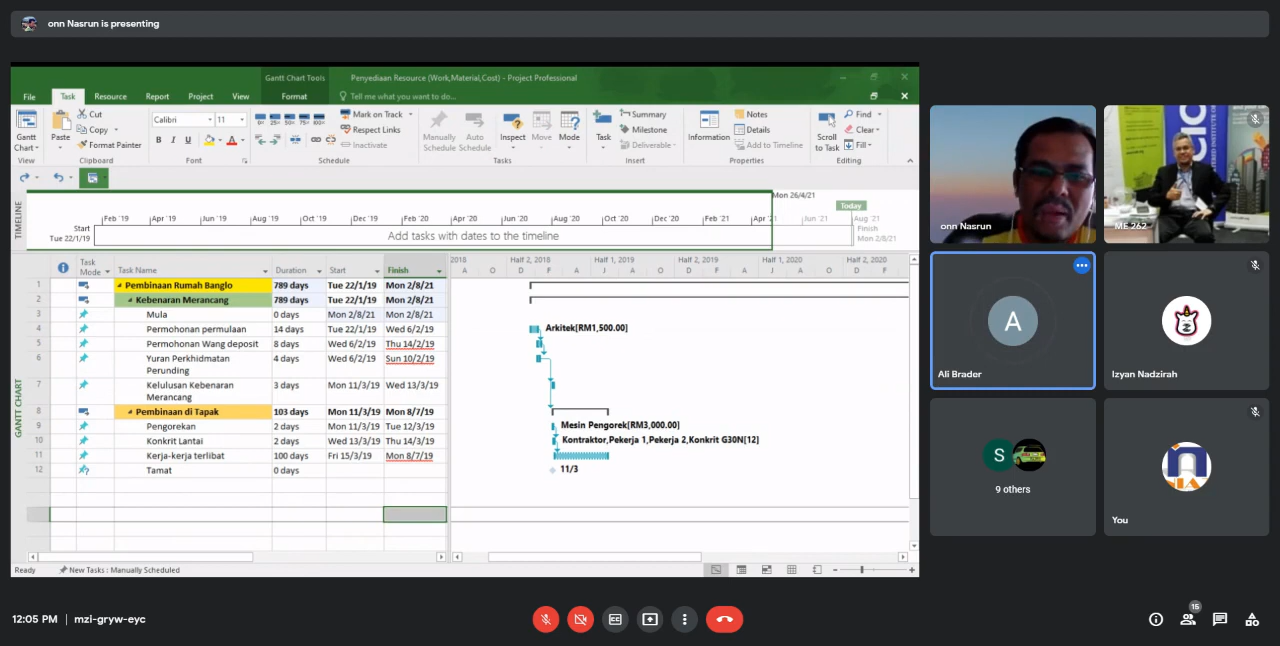 onn Nasrun is presenting
Gantt Chart Tools
Penyediaan Resource (Work,Material,Cost) - Project Professional
File Task Resource Report Project View Format Tell me what you want to do...
Gantt Chart
View
Paste
Cut
Copy
Format Painter
Clipboard
Calibri 11
B I U A
Font
0% 25% 50% 75% 100%
Mark on Track
Respect Links
Inactivate
Schedule
Manually Schedule
Auto Schedule
Inspect
Move
Mode
Tasks
Task
Summary
Milestone
Deliverable
Insert
Information
Notes
Details
Add to Timeline
Properties
Scroll to Task
Find
Clear
Fill
Editing
TIMELINE
Mon 26/4/21
Today
Feb '19 Apr '19 Jun '19 Aug '19 Oct '19 Dec '19 Feb '20 Apr '20 Jun '20 Aug '20 Oct '20 Dec '20 Feb '21 Apr '21 Jun '21 Aug '21
Start
Tue 22/1/19
Add tasks with dates to the timeline
Finish
Mon 2/8/21
GANTT CHART
Task Mode Task Name Duration Start Finish
2018 Half 2, 2018 Half 1, 2019 Half 2, 2019 Half 1, 2020 Half 2, 2020
A O D F A J A O D F A J A O D F
1 Pembinaan Rumah Banglo 789 days Tue 22/1/19 Mon 2/8/21
2 Kebenaran Merancang 789 days Tue 22/1/19 Mon 2/8/21
3 Mula 0 days Mon 2/8/21 Mon 2/8/21
4 Permohonan permulaan 14 days Tue 22/1/19 Wed 6/2/19 Arkitek[RM1,500.00]
5 Permohonan Wang deposit 8 days Wed 6/2/19 Thu 14/2/19
6 Yuran Perkhidmatan Perunding 4 days Wed 6/2/19 Sun 10/2/19
7 Kelulusan Kebenaran Merancang 3 days Mon 11/3/19 Wed 13/3/19
8 Pembinaan di Tapak 103 days Mon 11/3/19 Mon 8/7/19
9 Pengorekan 2 days Mon 11/3/19 Tue 12/3/19 Mesin Pengorek[RM3,000.00]
10 Konkrit Lantai 2 days Wed 13/3/19 Thu 14/3/19 Kontraktor,Pekerja 1,Pekerja 2,Konkrit G30N[12]
11 Kerja-kerja terlibat 100 days Fri 15/3/19 Mon 8/7/19
12 Tamat 0 days 11/3
Ready New Tasks : Manually Scheduled
onn Nasrun
ME 262
A
Ali Brader
Izyan Nadzirah
S
9 others
You
12:05 PM | mzi-gryw-eyc
15